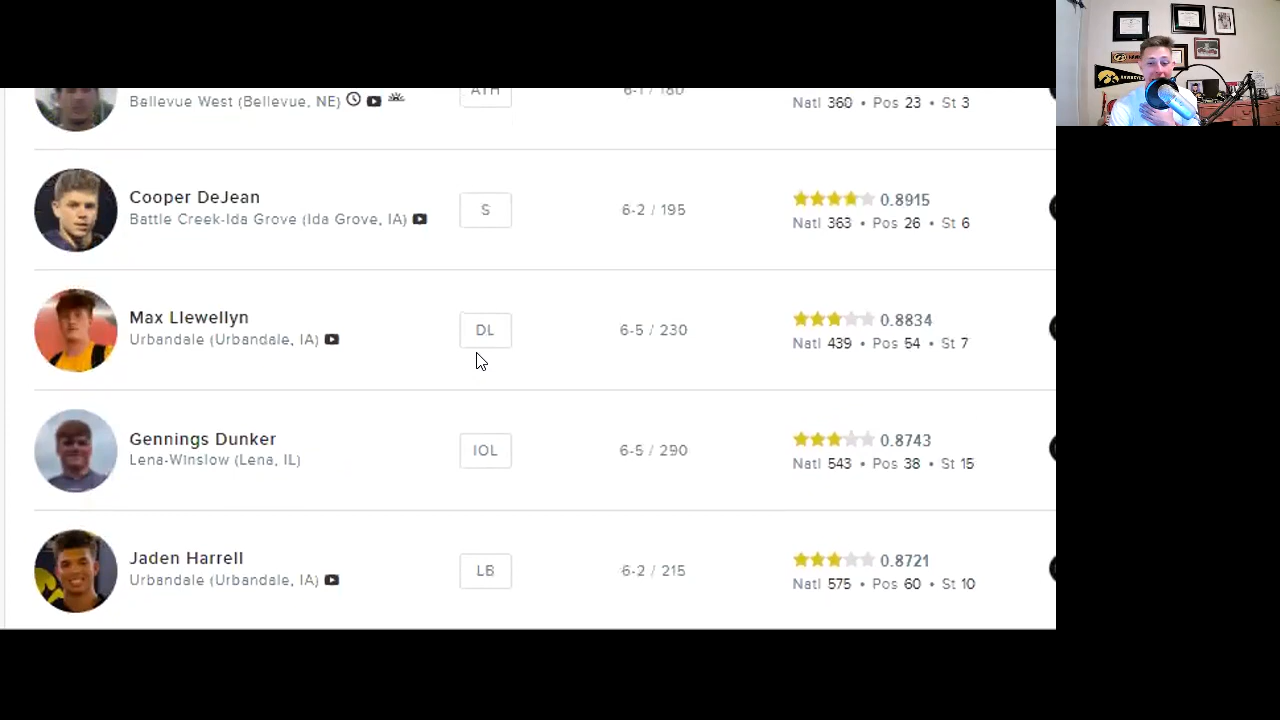 Bellevue West (Bellevue, NE)
ATH
6-1 / 180
Natl 360 • Pos 23 • St 3
Cooper DeJean
Battle Creek-Ida Grove (Ida Grove, IA)
S
6-2 / 195
0.8915
Natl 363 • Pos 26 • St 6
Max Llewellyn
Urbandale (Urbandale, IA)
DL
6-5 / 230
0.8834
Natl 439 • Pos 54 • St 7
Gennings Dunker
Lena-Winslow (Lena, IL)
IOL
6-5 / 290
0.8743
Natl 543 • Pos 38 • St 15
Jaden Harrell
Urbandale (Urbandale, IA)
LB
6-2 / 215
0.8721
Natl 575 • Pos 60 • St 10